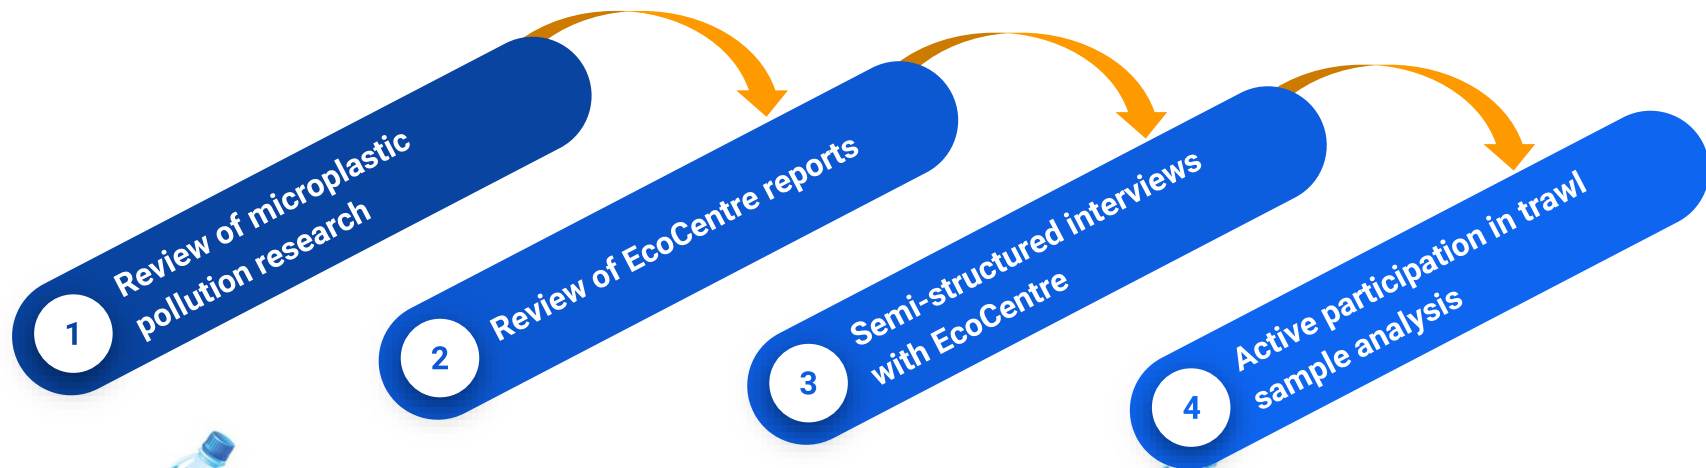 1
Review of microplastic
pollution research
2
Review of EcoCentre reports
3
Semi-structured interviews
with EcoCentre
4
Active participation in trawl
sample analysis